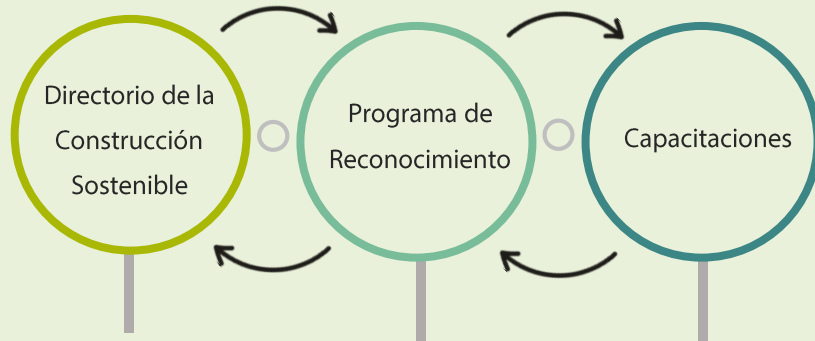 Directorio de la
Construcción
Sostenible
Programa de
Reconocimiento
Capacitaciones